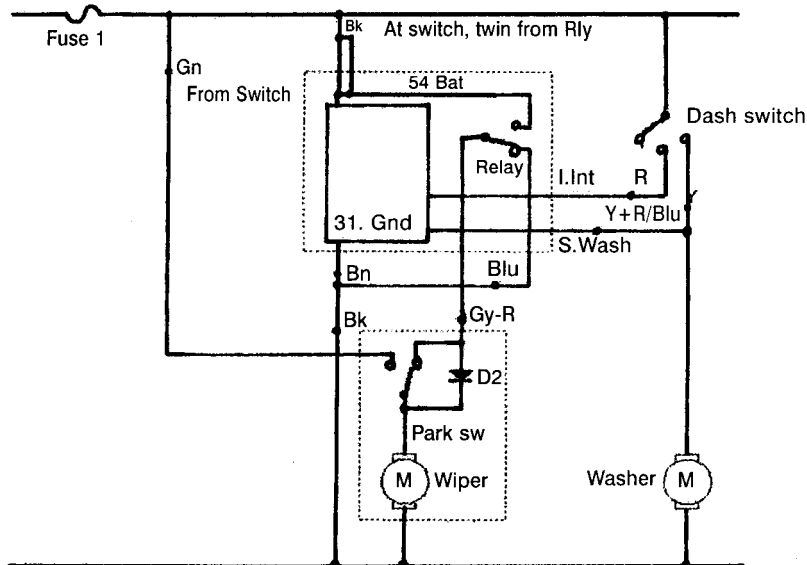 Fuse 1
Bk
At switch, twin from Rly
Gn
From Switch
54 Bat
Dash switch
Relay
I.Int
R
Y
Y+R/Blu
31. Gnd
S.Wash
Bn
Blu
Bk
Gy-R
D2
Park sw
M
Wiper
Washer
M